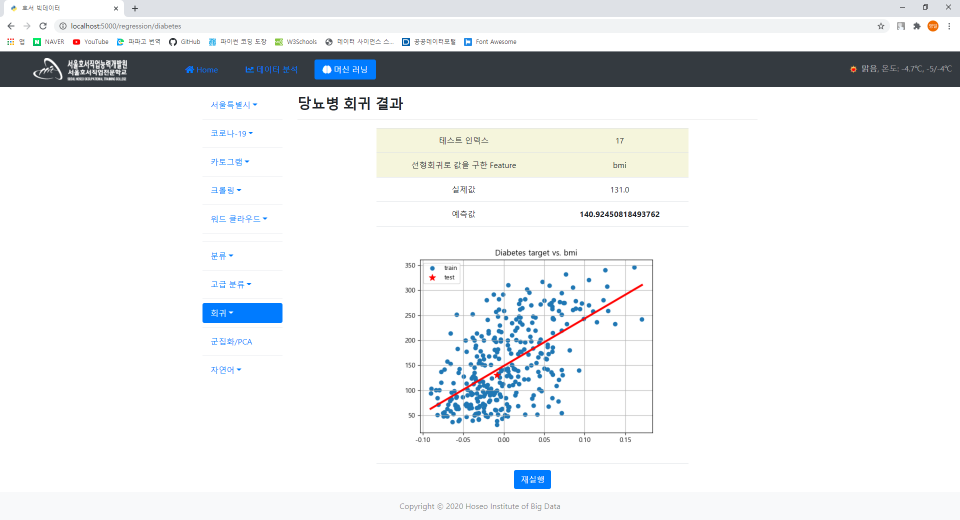 호서 빅데이터
localhost:5000/regression/diabetes
앱 NAVER YouTube 파파고 번역 GitHub 파이썬 코딩 도장 W3Schools 데이터 사이언스 스... 공공데이터포털 Font Awesome
서울호서직업능력개발원
서울호서직업전문학교
Home 데이터 분석 머신 러닝 맑음, 온도: -4.7℃, -5/-4℃
서울특별시
코로나-19
카토그램
크롤링
워드 클라우드
분류
고급 분류
회귀
군집화/PCA
자연어
당뇨병 회귀 결과
테스트 인덱스 17
선형회귀로 값을 구한 Feature bmi
실제값 131.0
예측값 140.92450818493762
Diabetes target vs. bmi
train
test
350
300
250
200
150
100
50
-0.10 -0.05 0.00 0.05 0.10 0.15
재실행
Copyright © 2020 Hoseo Institute of Big Data